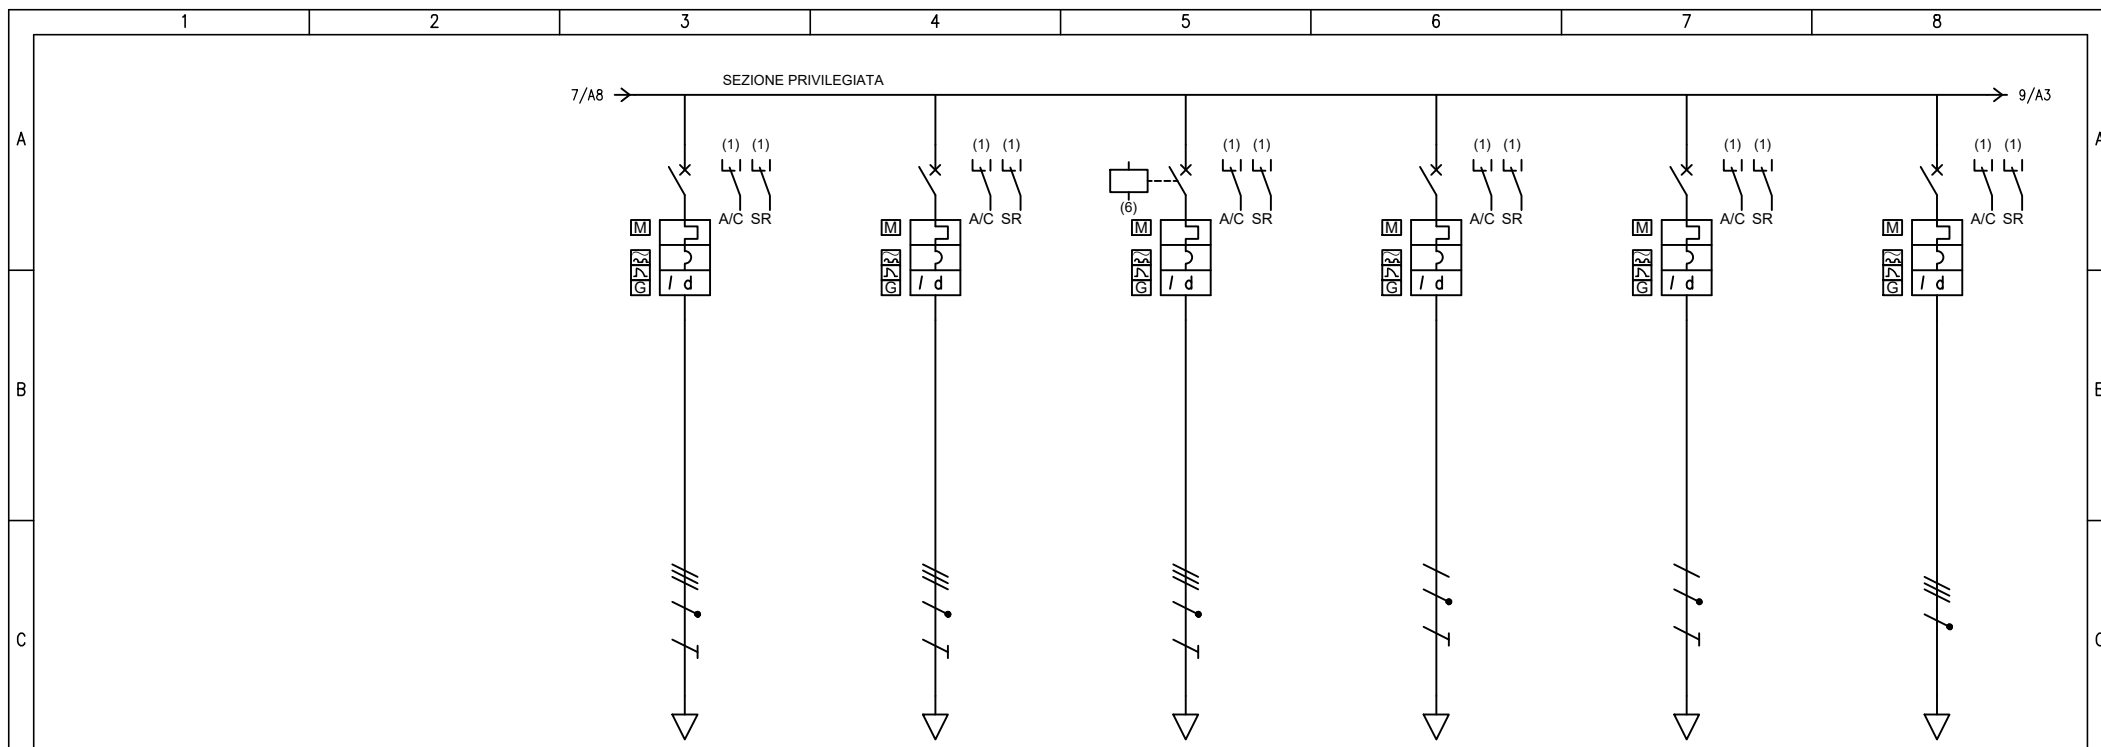 1 2 3 4 5 6 7 8
SEZIONE PRIVILEGIATA
7/A8 9/A3
A A
(1) (1) (1) (1) (1) (1) (1) (1) (1) (1) (1) (1)
(6)
A/C SR A/C SR A/C SR A/C SR A/C SR A/C SR
M M M M M M
I d I d I d I d I d I d
G G G G G G
B B
C C